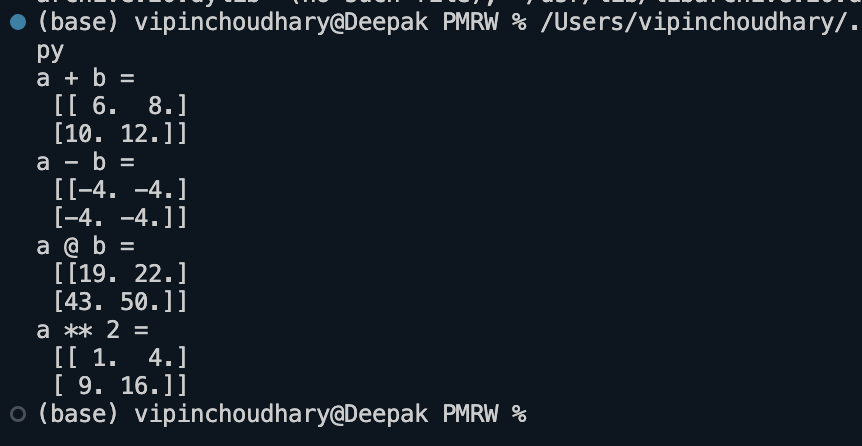 (base) vipinchoudhary@Deepak PMRW % /Users/vipinchoudhary/.
py
a + b =
[[ 6.  8.]
[10. 12.]]
a - b =
[[-4. -4.]
[-4. -4.]]
a @ b =
[[19. 22.]
[43. 50.]]
a ** 2 =
[[ 1.  4.]
[ 9. 16.]]
(base) vipinchoudhary@Deepak PMRW %